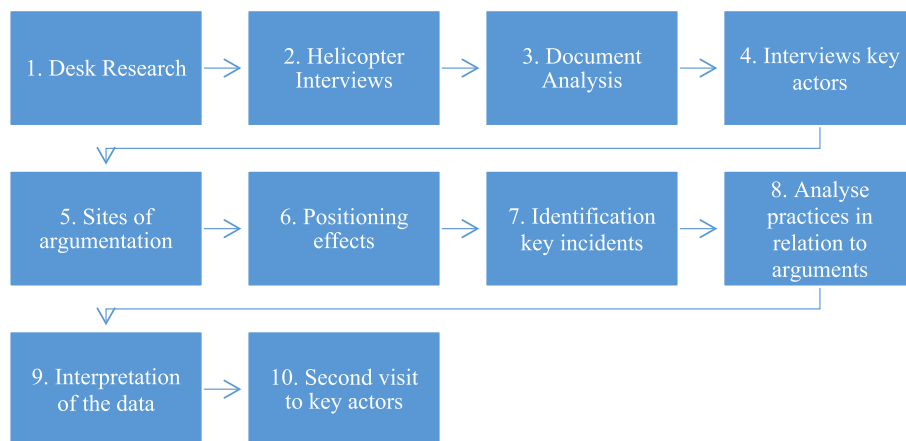 1. Desk Research
2. Helicopter
Interviews
3. Document
Analysis
4. Interviews key
actors
5. Sites of
argumentation
6. Positioning
effects
7. Identification
key incidents
8. Analyse
practices in
relation to
arguments
9. Interpretation
of the data
10. Second visit
to key actors